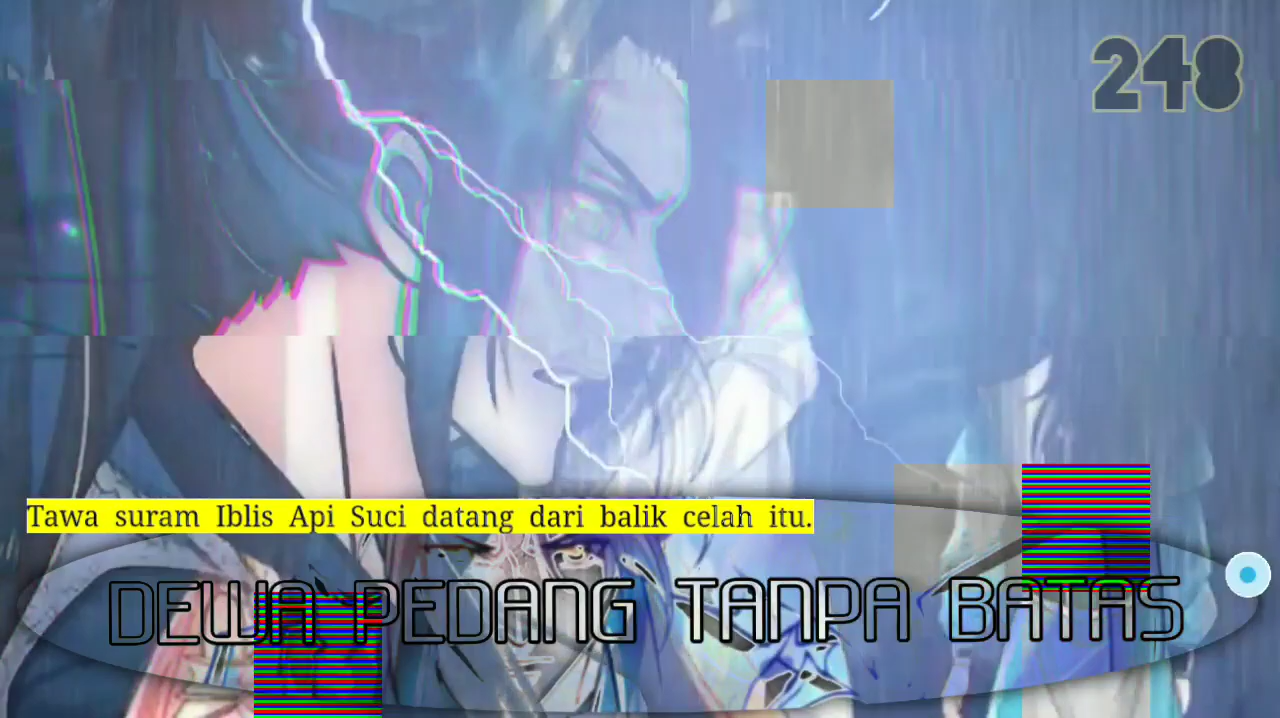 248
Tawa suram Iblis Api Suci datang dari balik celah itu.
DEWA PEDANG TANPA BATAS